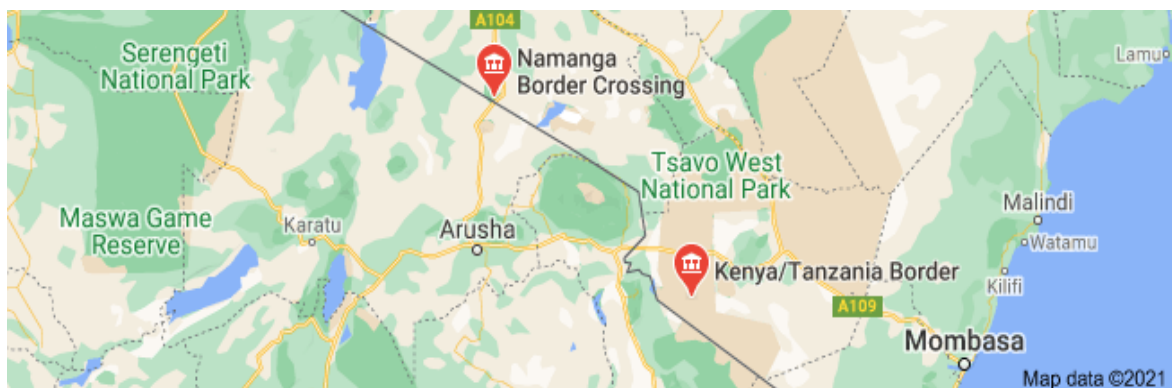 A104
Serengeti
National Park
Namanga
Border Crossing
Lamu
Tsavo West
National Park
Maswa Game
Reserve
Karatu
Arusha
Malindi
Watamu
Kenya/Tanzania Border
Kilifi
A109
Mombasa
Map data ©2021